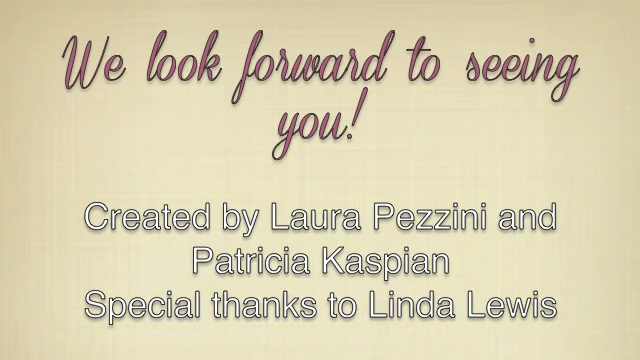 We look forward to seeing
you!
Created by Laura Pezzini and
Patricia Kaspian
Special thanks to Linda Lewis